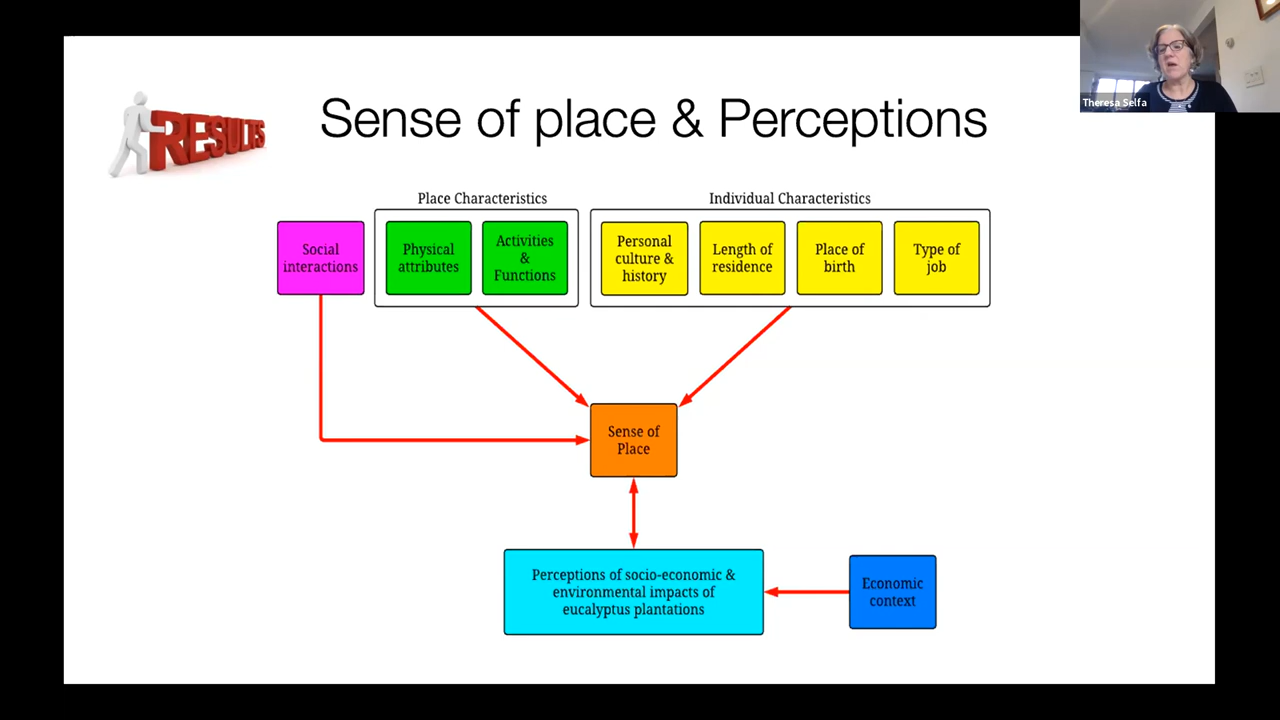 Theresa Selfa
RESULTS
Sense of place & Perceptions
Place Characteristics
Individual Characteristics
Social
interactions
Physical
attributes
Activities
&
Functions
Personal
culture &
history
Length of
residence
Place of
birth
Type of
job
Sense of
Place
Perceptions of socio-economic &
environmental impacts of
eucalyptus plantations
Economic
context